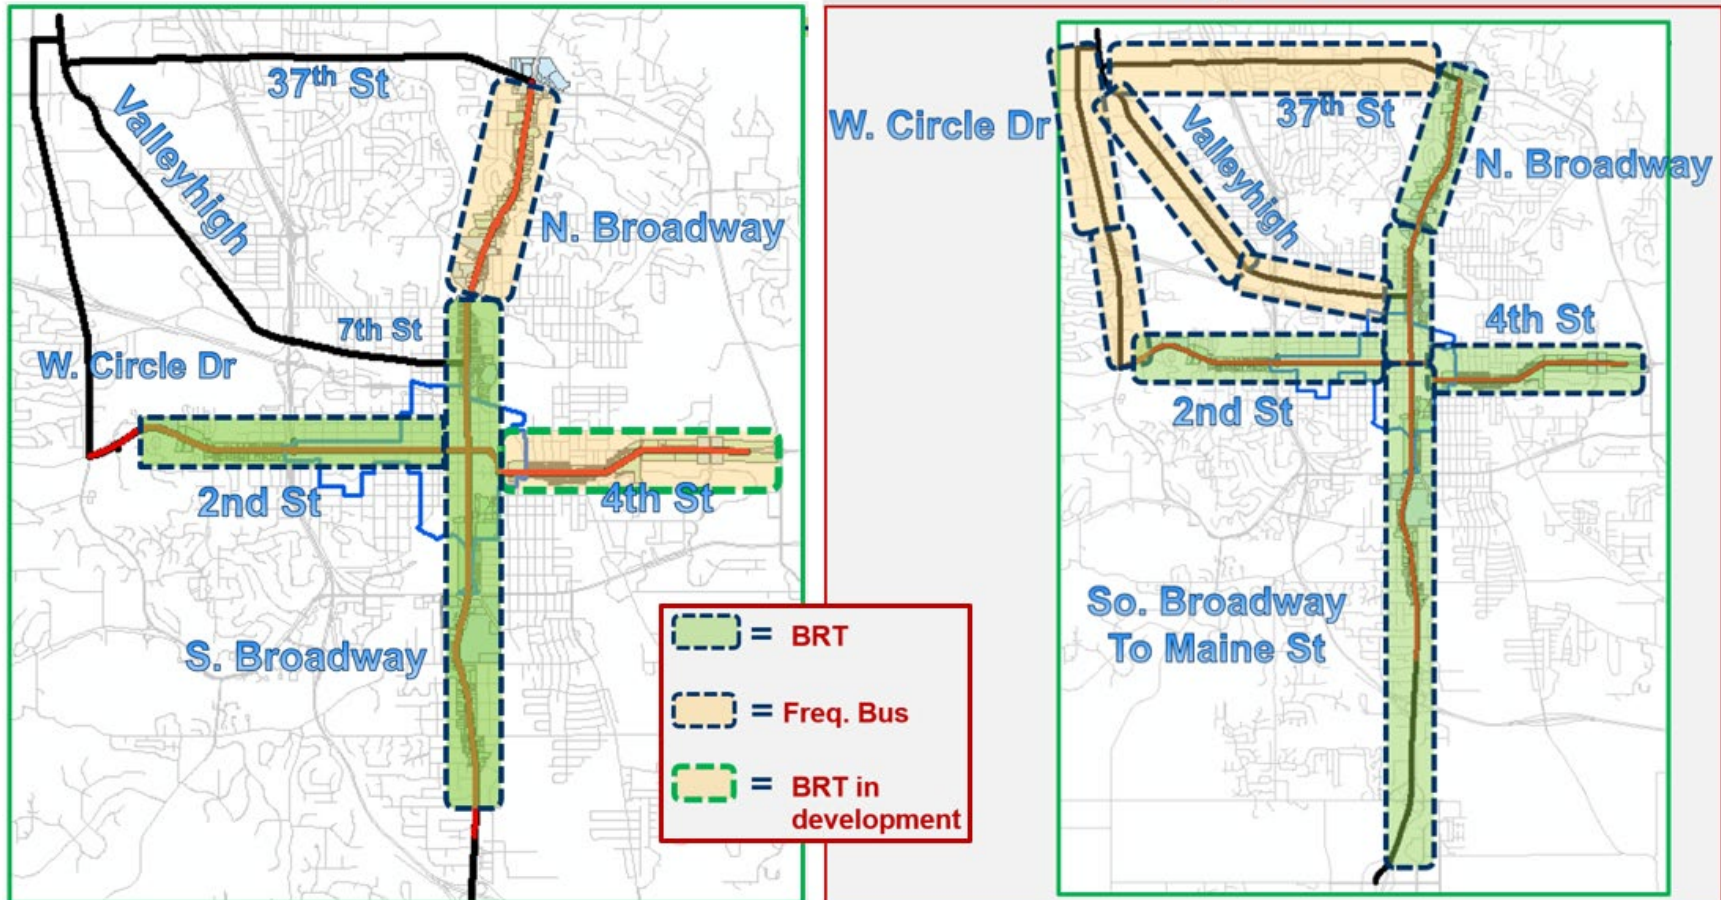 37th St
Valleyhigh
N. Broadway
7th St
W. Circle Dr
2nd St
4th St
S. Broadway
= BRT
= Freq. Bus
= BRT in
development
W. Circle Dr
37th St
Valleyhigh
N. Broadway
4th St
2nd St
So. Broadway
To Maine St